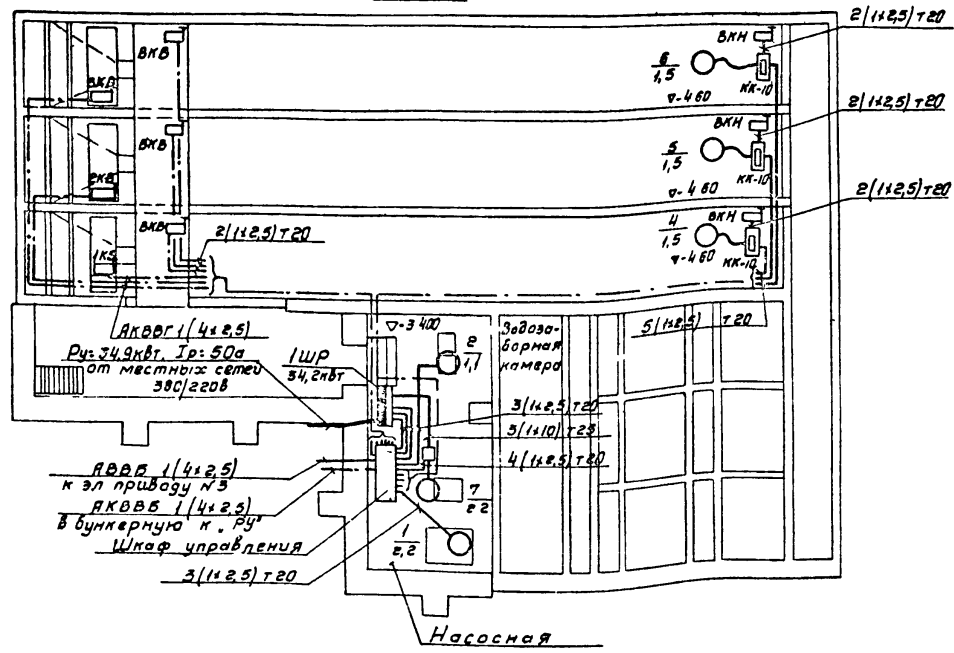 2(1×2,5) т20
ВКВ
ВКН
6
1,5
КК-10
∇-4 60
2(1×2,5) т20
ВКВ
ВКН
5
1,5
КК-10
∇-4 60
2КВ
2(1×2,5) т20
ВКВ
ВКН
4
1,5
КК-10
∇-4 60
2(1×2,5) т20
1КБ
5(1×2,5) т20
АКВВГ 1(4×2,5)
Ру=34,9квт. Iр=50а
от местных сетей
380/220в
1ШР
34,2квт
∇-3 400
2
1,1
Водоза-
борная
камера
3(1×2,5) т20
3(1×10) т25
4(1×2,5) т20
АВВБ 1(4×2,5)
к эл приводу №3
АКВВБ 1(4×2,5)
в бункерную к „РУ"
Шкаф управления
3(1×2,5) т20
7
2,2
1
2,2
Насосная